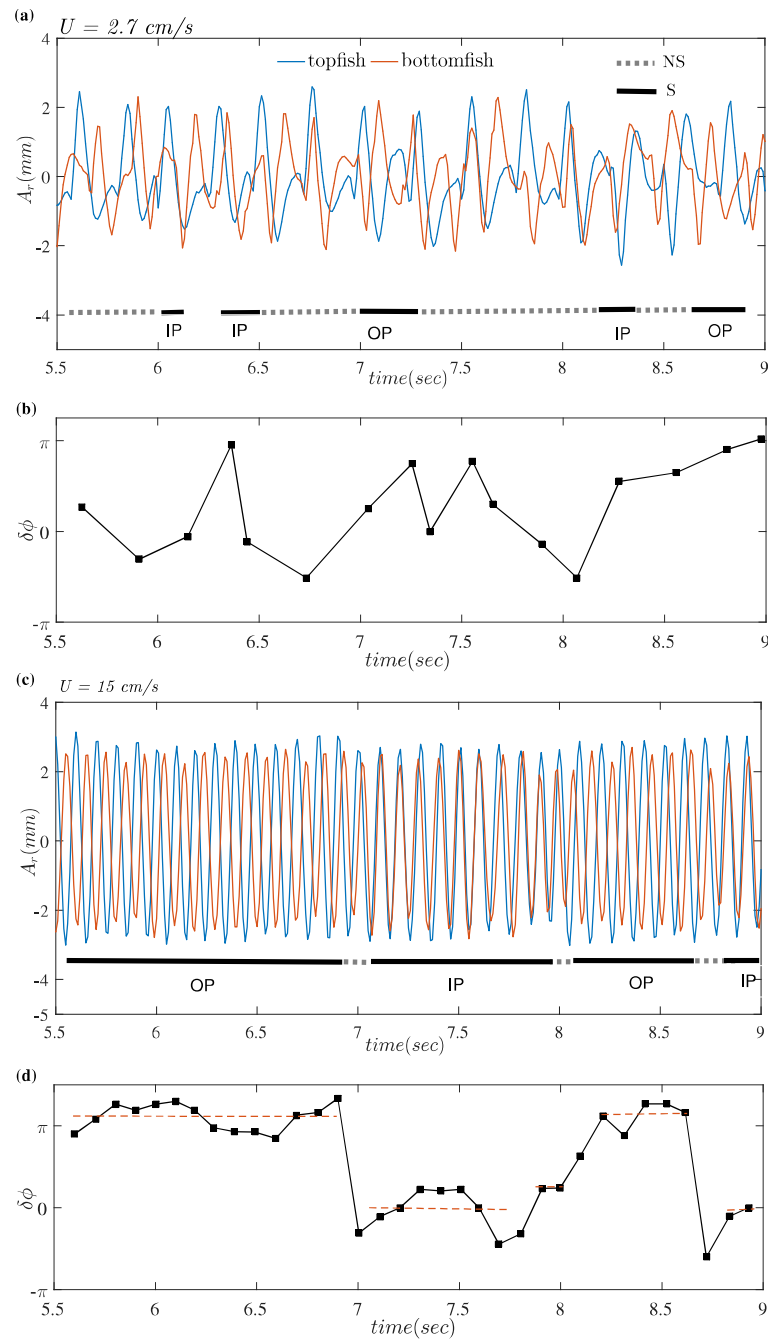 (a)
U = 2.7 cm/s
4
topfish bottomfish
NS
S
2
0
-2
-4
A_r(mm)
IP IP OP IP OP
5.5 6 6.5 7 7.5 8 8.5 9
time(sec)
(b)
π
0
-π
δϕ
5.5 6 6.5 7 7.5 8 8.5 9
time(sec)
(c)
U = 15 cm/s
4
2
0
-2
-4
-5
A_r(mm)
OP IP OP IP
5.5 6 6.5 7 7.5 8 8.5 9
time(sec)
(d)
π
0
-π
δϕ
5.5 6 6.5 7 7.5 8 8.5 9
time(sec)